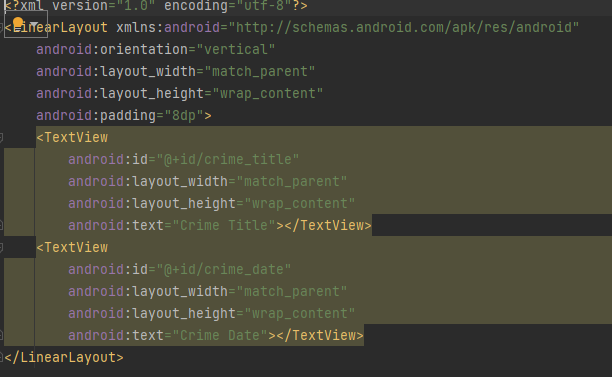 <?xml version="1.0" encoding="utf-8"?>
<LinearLayout xmlns:android="http://schemas.android.com/apk/res/android"
android:orientation="vertical"
android:layout_width="match_parent"
android:layout_height="wrap_content"
android:padding="8dp">
<TextView
android:id="@+id/crime_title"
android:layout_width="match_parent"
android:layout_height="wrap_content"
android:text="Crime Title"></TextView>
<TextView
android:id="@+id/crime_date"
android:layout_width="match_parent"
android:layout_height="wrap_content"
android:text="Crime Date"></TextView>
</LinearLayout>